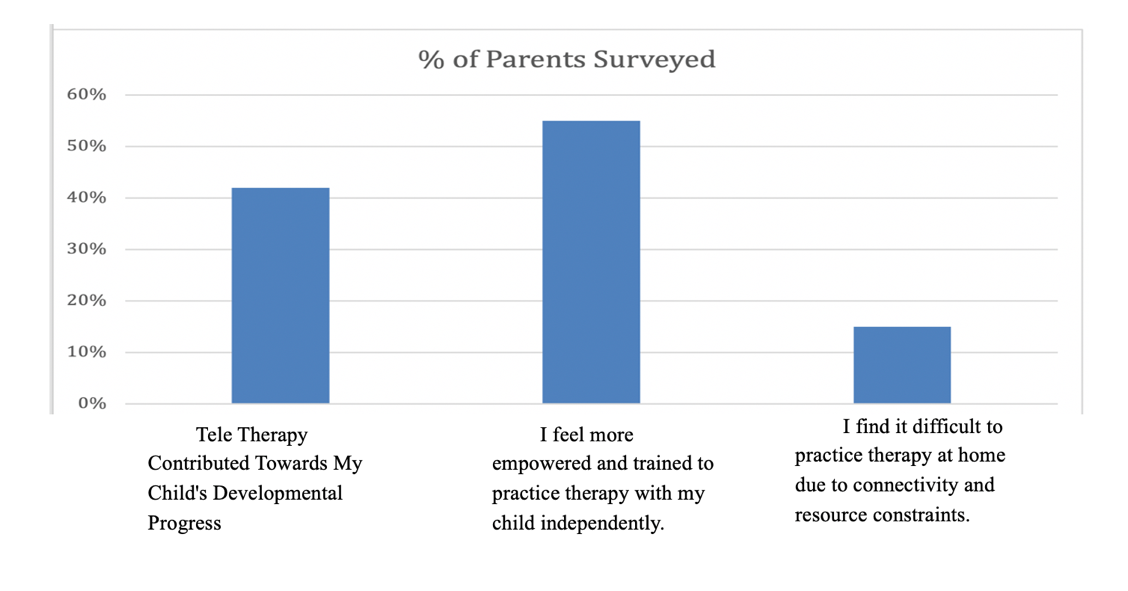 % of Parents Surveyed
60%
50%
40%
30%
20%
10%
0%
Tele Therapy
Contributed Towards My
Child's Developmental
Progress
I feel more
empowered and trained to
practice therapy with my
child independently.
I find it difficult to
practice therapy at home
due to connectivity and
resource constraints.